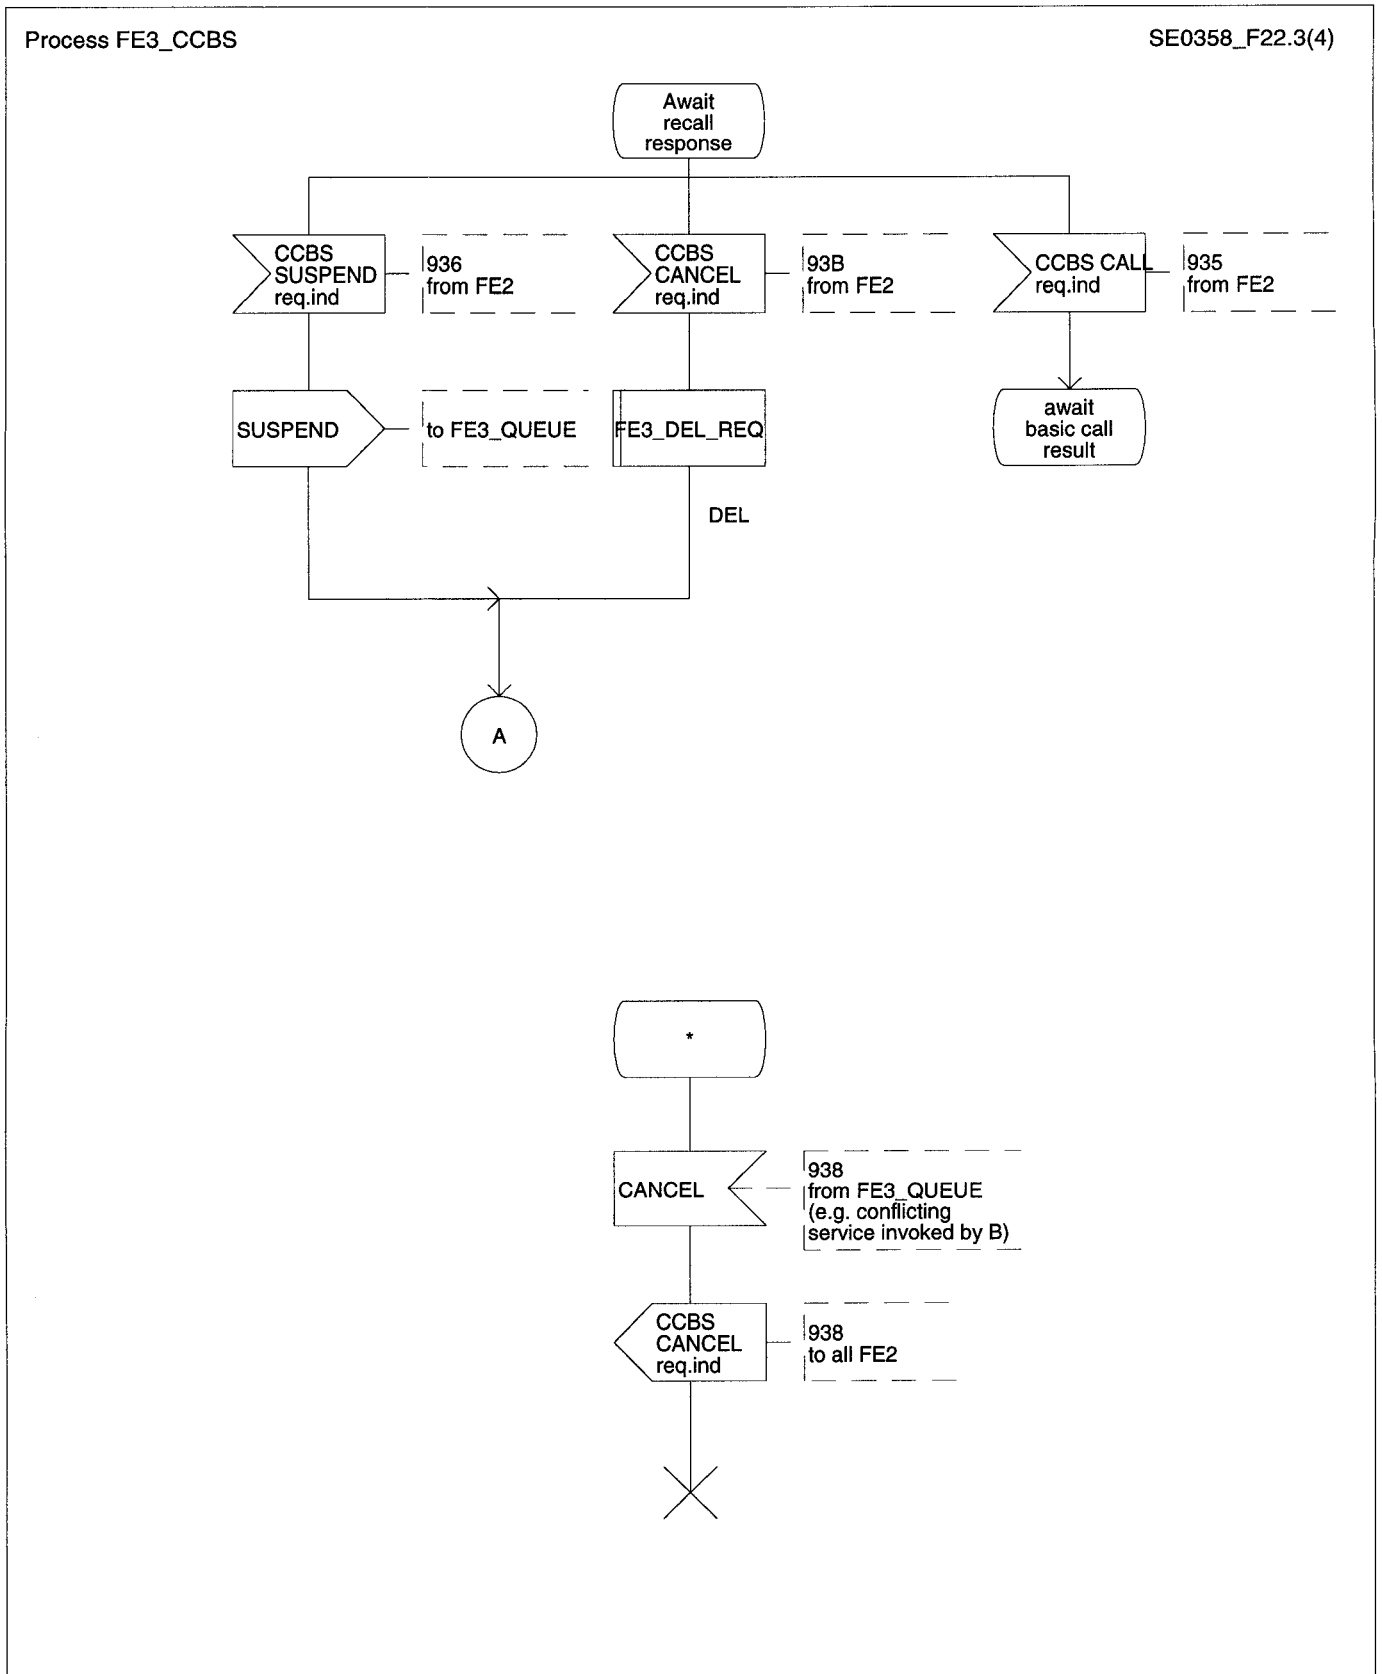 Process FE3_CCBS
SE0358_F22.3(4)
Await
recall
response
CCBS
SUSPEND
req.ind
936
from FE2
CCBS
CANCEL
req.ind
93B
from FE2
CCBS CALL
req.ind
935
from FE2
SUSPEND
to FE3_QUEUE
FE3_DEL_REQ
await
basic call
result
DEL
A
*
CANCEL
938
from FE3_QUEUE
(e.g. conflicting
service invoked by B)
CCBS
CANCEL
req.ind
938
to all FE2